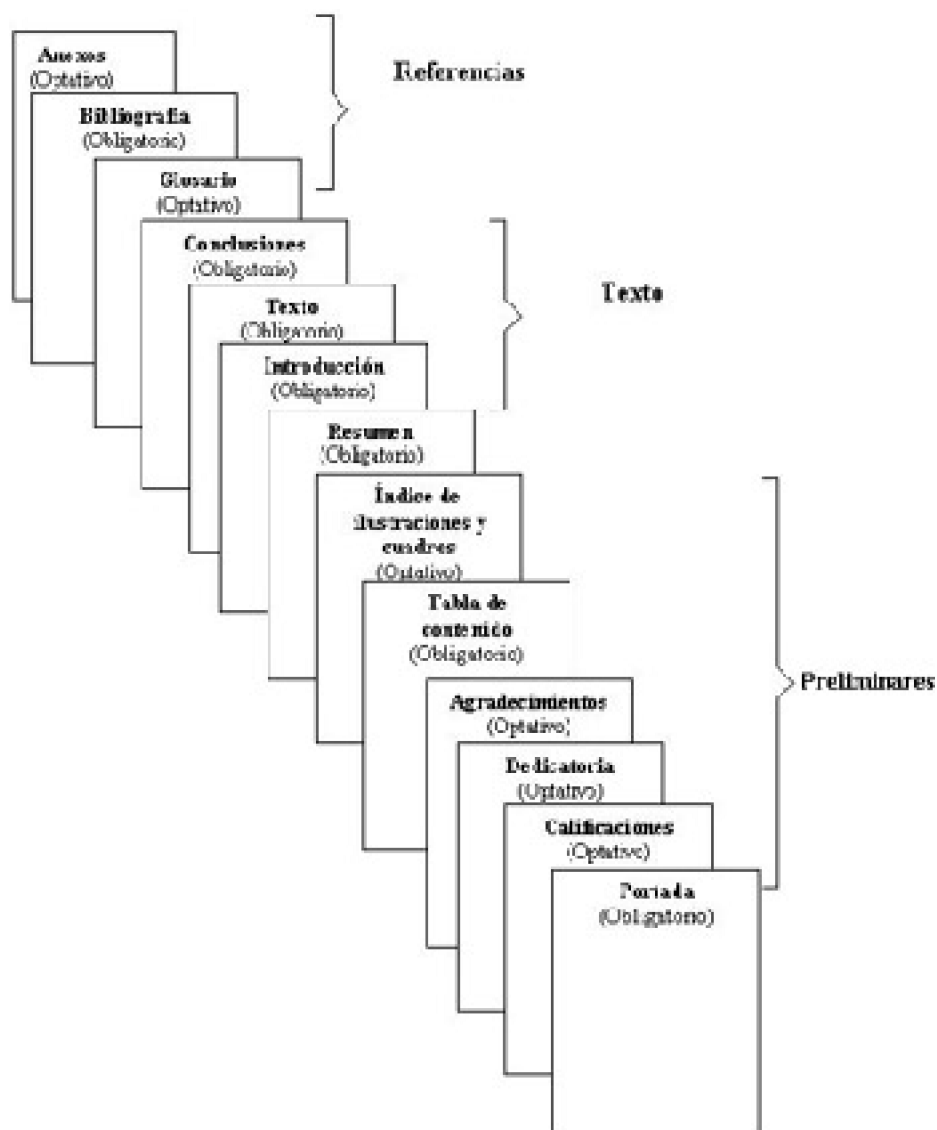 Anexos
(Optativo)
Referencias
Bibliografía
(Obligatorio)
Glosario
(Optativo)
Conclusiones
(Obligatorio)
Texto
Texto
(Obligatorio)
Introducción
(Obligatorio)
Resumen
(Obligatorio)
Índice de
ilustraciones y
cuadros
(Optativo)
Tabla de
contenido
(Obligatorio)
Preliminares
Agradecimientos
(Optativo)
Dedicatoria
(Optativo)
Calificaciones
(Optativo)
Portada
(Obligatorio)